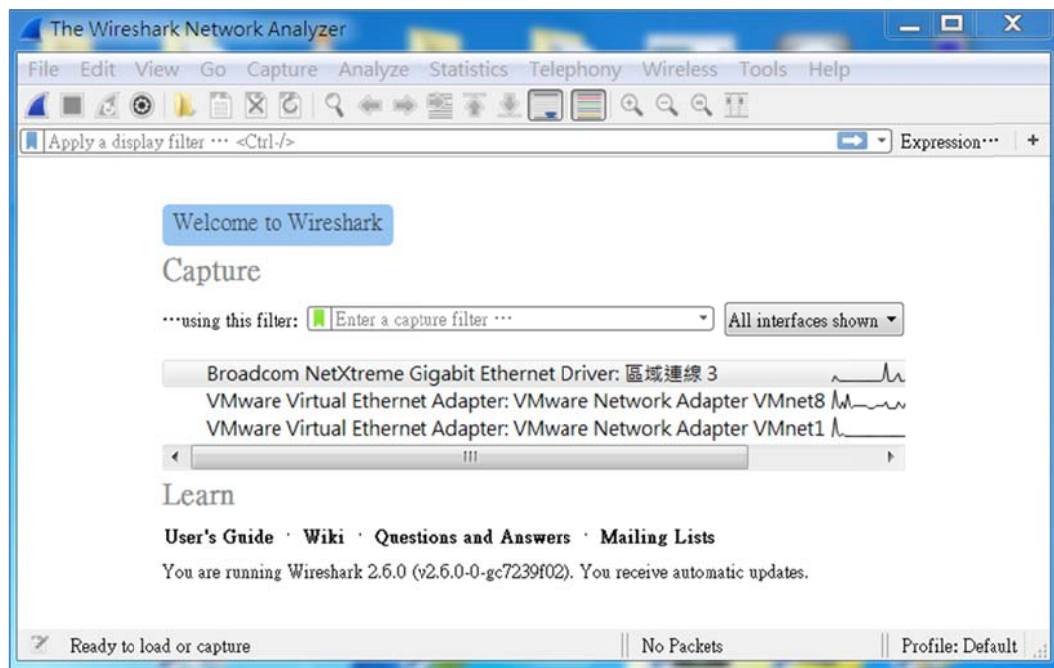 The Wireshark Network Analyzer
File Edit View Go Capture Analyze Statistics Telephony Wireless Tools Help
Apply a display filter ··· <Ctrl-/> Expression··· +
Welcome to Wireshark
Capture
···using this filter: Enter a capture filter ··· All interfaces shown
Broadcom NetXtreme Gigabit Ethernet Driver: 區域連線 3
VMware Virtual Ethernet Adapter: VMware Network Adapter VMnet8
VMware Virtual Ethernet Adapter: VMware Network Adapter VMnet1
Learn
User's Guide · Wiki · Questions and Answers · Mailing Lists
You are running Wireshark 2.6.0 (v2.6.0-0-gc7239f02). You receive automatic updates.
Ready to load or capture No Packets Profile: Default